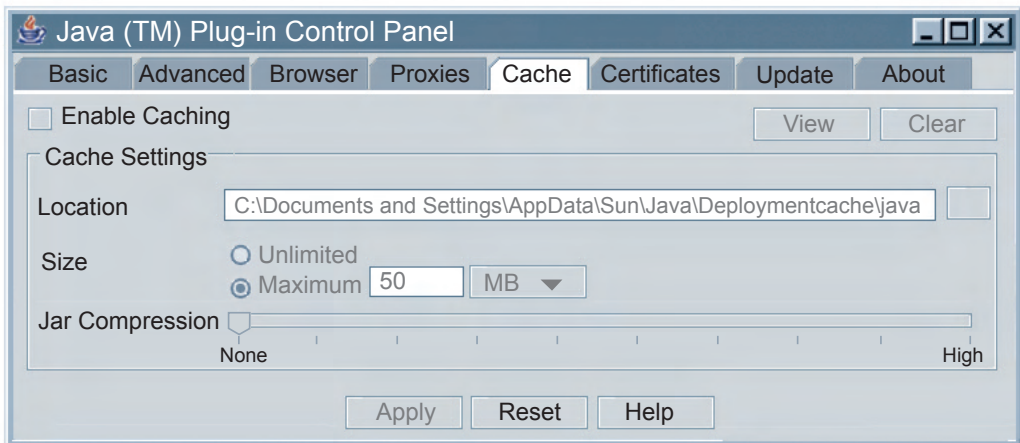 Java (TM) Plug-in Control Panel
Basic Advanced Browser Proxies Cache Certificates Update About
Enable Caching View Clear
Cache Settings
Location C:\Documents and Settings\AppData\Sun\Java\Deploymentcache\java
Size Unlimited
Maximum 50 MB
Jar Compression
None High
Apply Reset Help